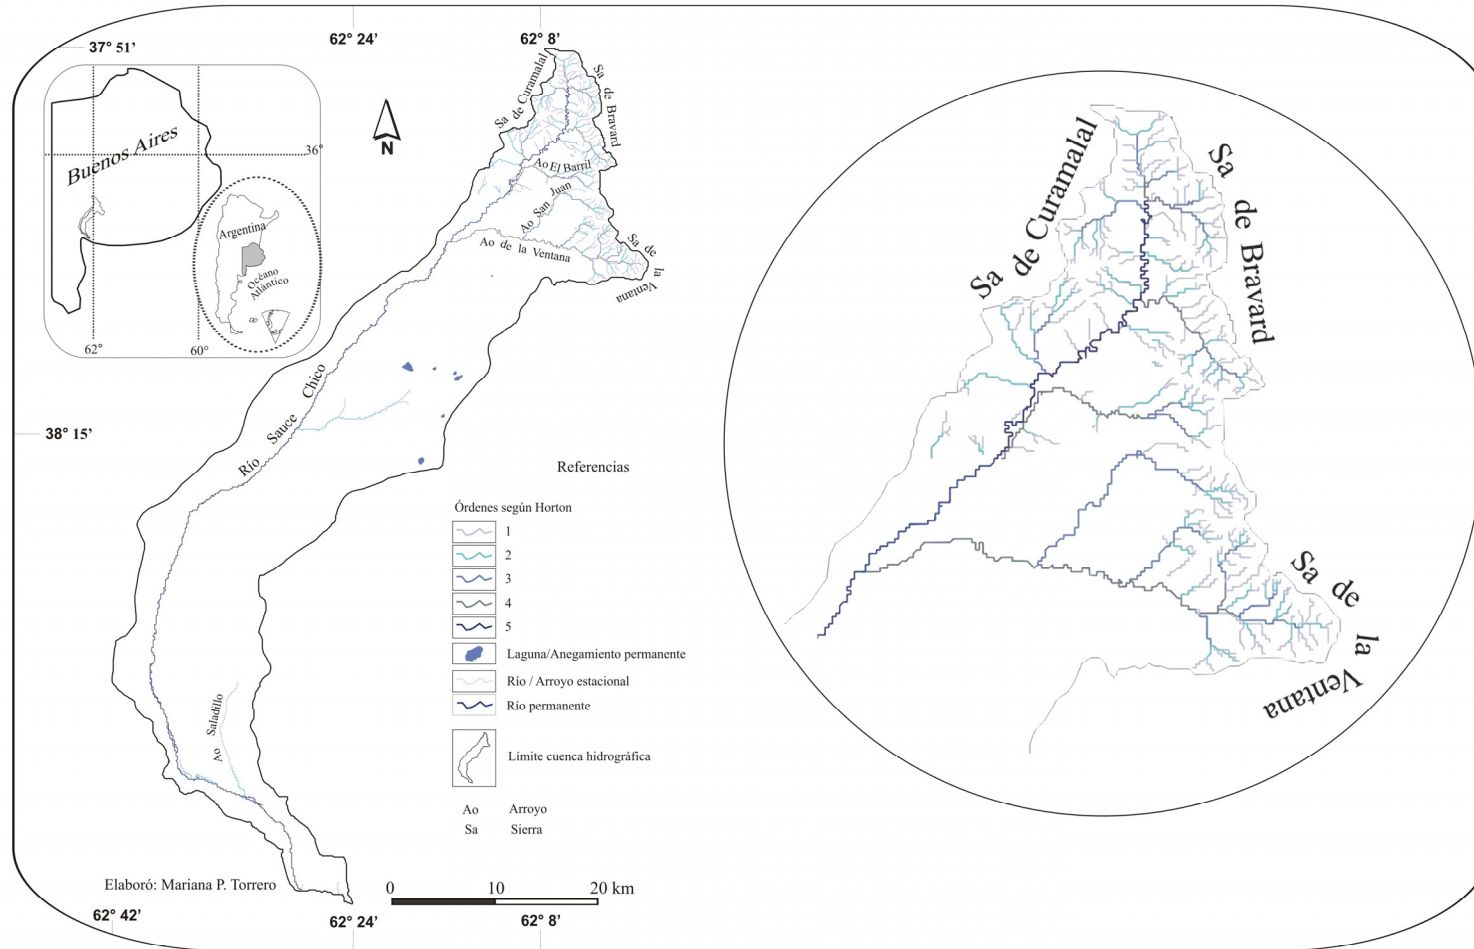 62° 24’
62° 8’
37° 51’
Buenos Aires
36°
Argentina
Océano
Atlántico
62°
60°
N
Sa de Curamalal
Sa de Bravard
Ao El Barril
Ao San Juan
Ao de la Ventana
Sa de la Ventana
38° 15’
Río Sauce Chico
Ao Saladillo
Referencias
Órdenes según Horton
1
2
3
4
5
Laguna/Anegamiento permanente
Río / Arroyo estacional
Río permanente
Límite cuenca hidrográfica
Ao Arroyo
Sa Sierra
Elaboró: Mariana P. Torrero
0 10 20 km
62° 42’
62° 24’
62° 8’
Sa de Curamalal
Sa de Bravard
Sa de la Ventana